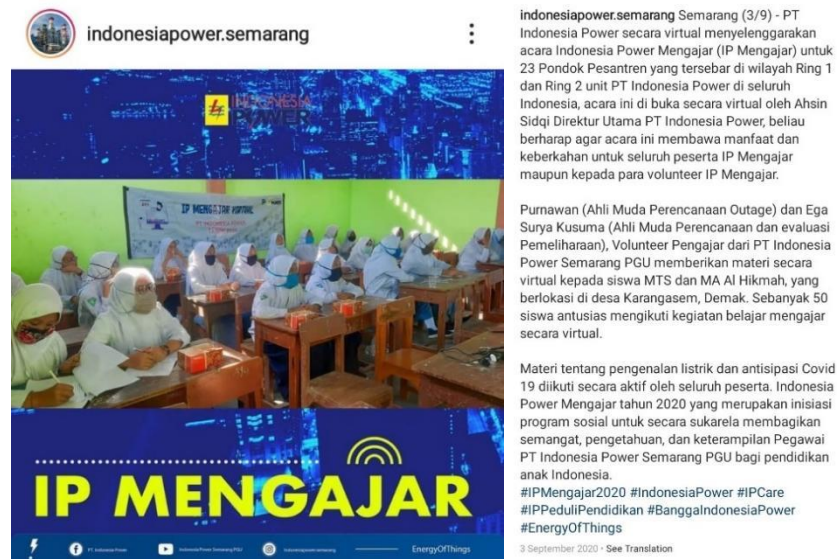 indonesiapower.semarang
INDONESIA
POWER
IP MENGAJAR VIRTUAL
IP MENGAJAR
PT. Indonesia Power
Indonesia Power Semarang PGU
indonesiapower.semarang
EnergyOfThings
indonesiapower.semarang Semarang (3/9) - PT
Indonesia Power secara virtual menyelenggarakan
acara Indonesia Power Mengajar (IP Mengajar) untuk
23 Pondok Pesantren yang tersebar di wilayah Ring 1
dan Ring 2 unit PT Indonesia Power di seluruh
Indonesia, acara ini di buka secara virtual oleh Ahsin
Sidqi Direktur Utama PT Indonesia Power, beliau
berharap agar acara ini membawa manfaat dan
keberkahan untuk seluruh peserta IP Mengajar
maupun kepada para volunteer IP Mengajar.
Purnawan (Ahli Muda Perencanaan Outage) dan Ega
Surya Kusuma (Ahli Muda Perencanaan dan evaluasi
Pemeliharaan), Volunteer Pengajar dari PT Indonesia
Power Semarang PGU memberikan materi secara
virtual kepada siswa MTS dan MA Al Hikmah, yang
berlokasi di desa Karangasem, Demak. Sebanyak 50
siswa antusias mengikuti kegiatan belajar mengajar
secara virtual.
Materi tentang pengenalan listrik dan antisipasi Covid
19 diikuti secara aktif oleh seluruh peserta. Indonesia
Power Mengajar tahun 2020 yang merupakan inisiasi
program sosial untuk secara sukarela membagikan
semangat, pengetahuan, dan keterampilan Pegawai
PT Indonesia Power Semarang PGU bagi pendidikan
anak Indonesia.
#IPMengajar2020 #IndonesiaPower #IPCare
#IPPeduliPendidikan #BanggaIndonesiaPower
#EnergyOfThings
3 September 2020 · See Translation